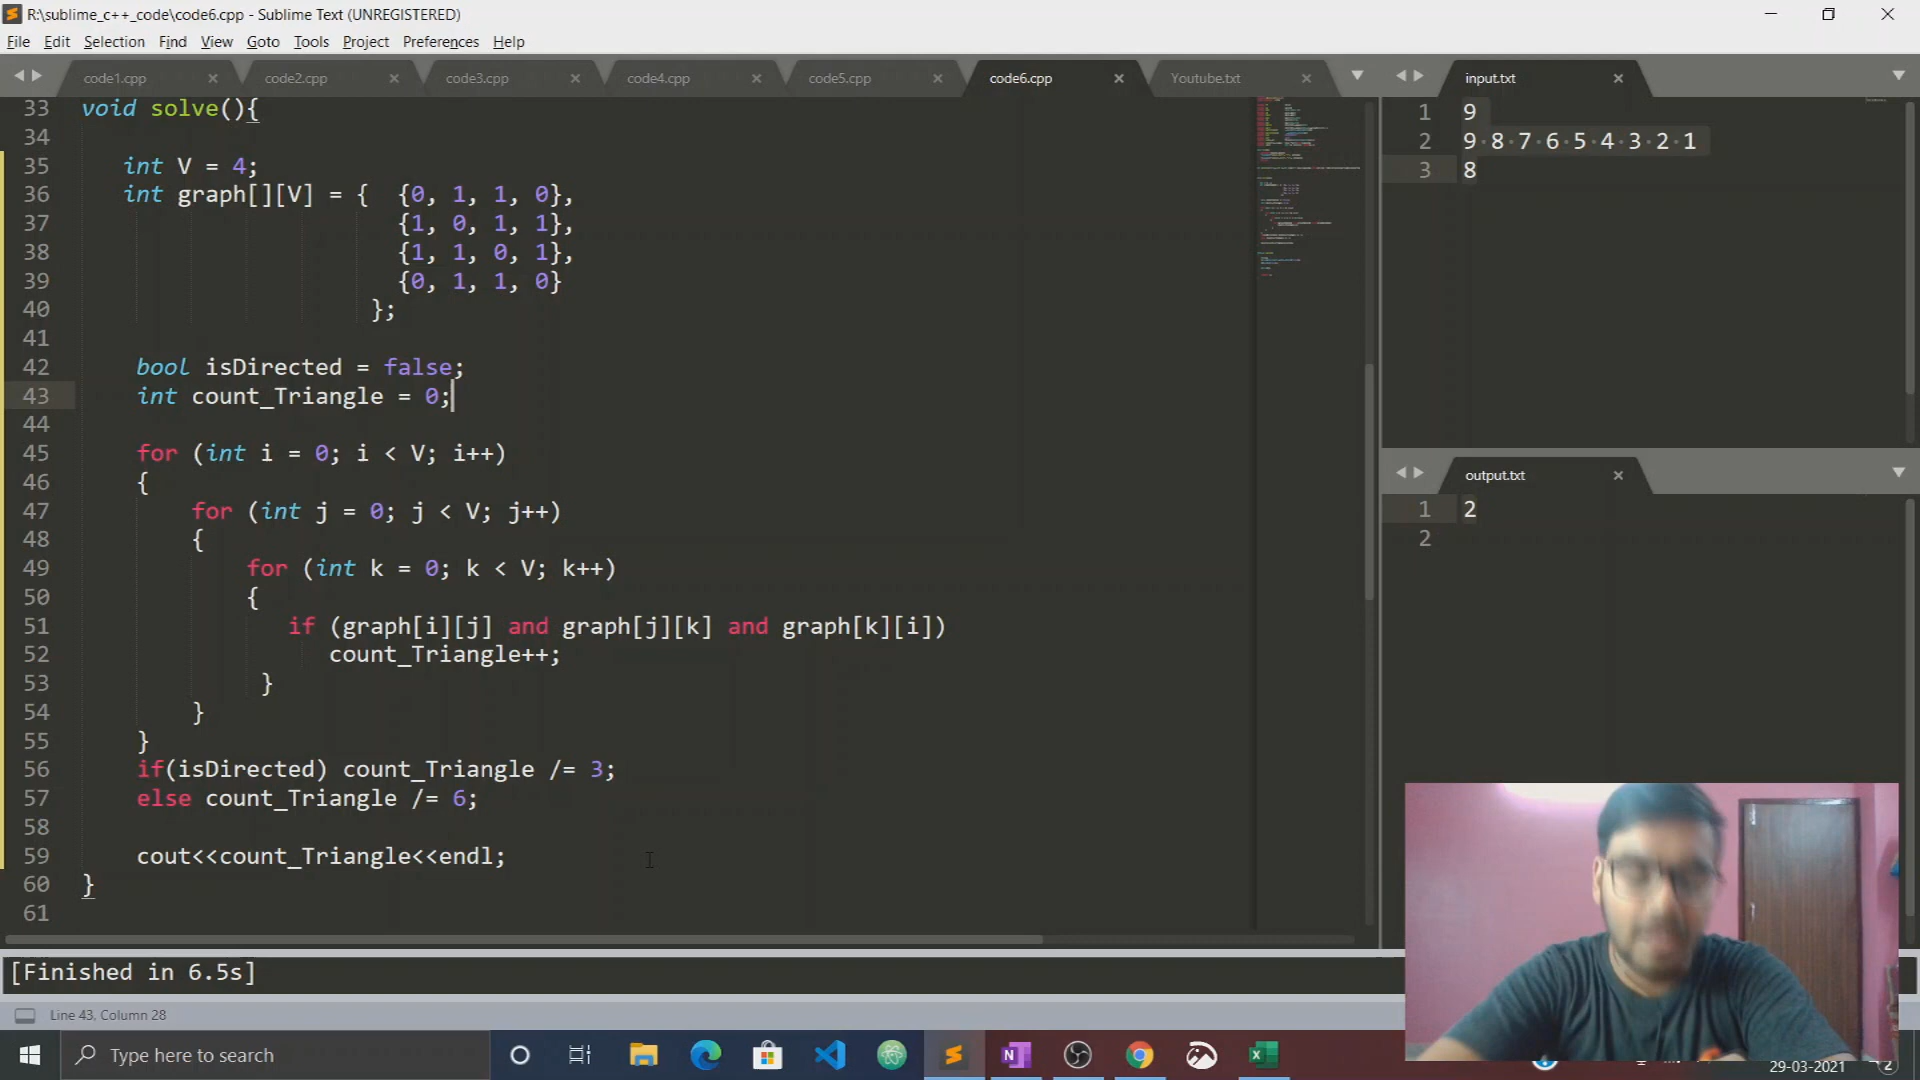 R:\sublime_c++_code\code6.cpp - Sublime Text (UNREGISTERED)
File Edit Selection Find View Goto Tools Project Preferences Help
code1.cpp code2.cpp code3.cpp code4.cpp code5.cpp code6.cpp Youtube.txt
33 void solve(){
34
35 int V = 4;
36 int graph[][V] = { {0, 1, 1, 0},
37 {1, 0, 1, 1},
38 {1, 1, 0, 1},
39 {0, 1, 1, 0}
40 };
41
42 bool isDirected = false;
43 int count_Triangle = 0;
44
45 for (int i = 0; i < V; i++)
46 {
47 for (int j = 0; j < V; j++)
48 {
49 for (int k = 0; k < V; k++)
50 {
51 if (graph[i][j] and graph[j][k] and graph[k][i])
52 count_Triangle++;
53 }
54 }
55 }
56 if(isDirected) count_Triangle /= 3;
57 else count_Triangle /= 6;
58
59 cout<<count_Triangle<<endl;
60 }
61
input.txt
1 9
2 9 8 7 6 5 4 3 2 1
3 8
output.txt
1 2
2
[Finished in 6.5s]
Line 43, Column 28
Type here to search
29-03-2021
2